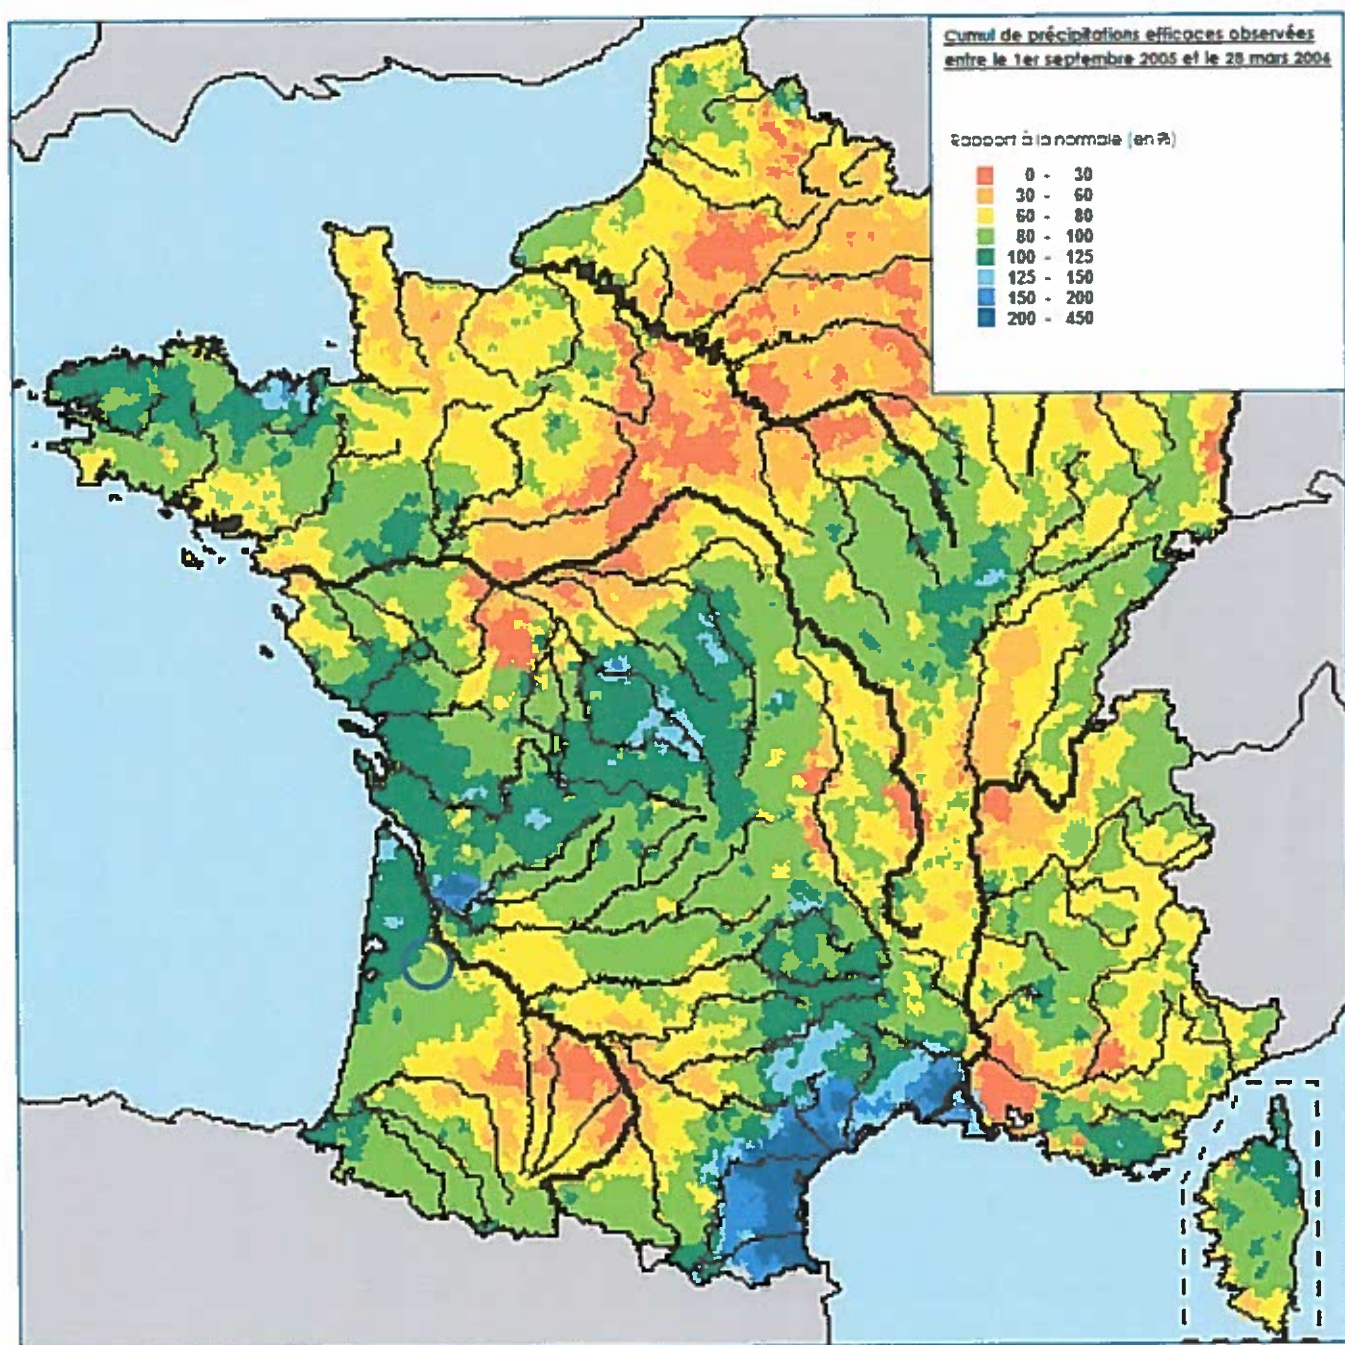 Cumul de précipitations efficaces observées
entre le 1er septembre 2005 et le 28 mars 2006
Rapport à la normale (en %)
0 - 30
30 - 60
60 - 80
80 - 100
100 - 125
125 - 150
150 - 200
200 - 450